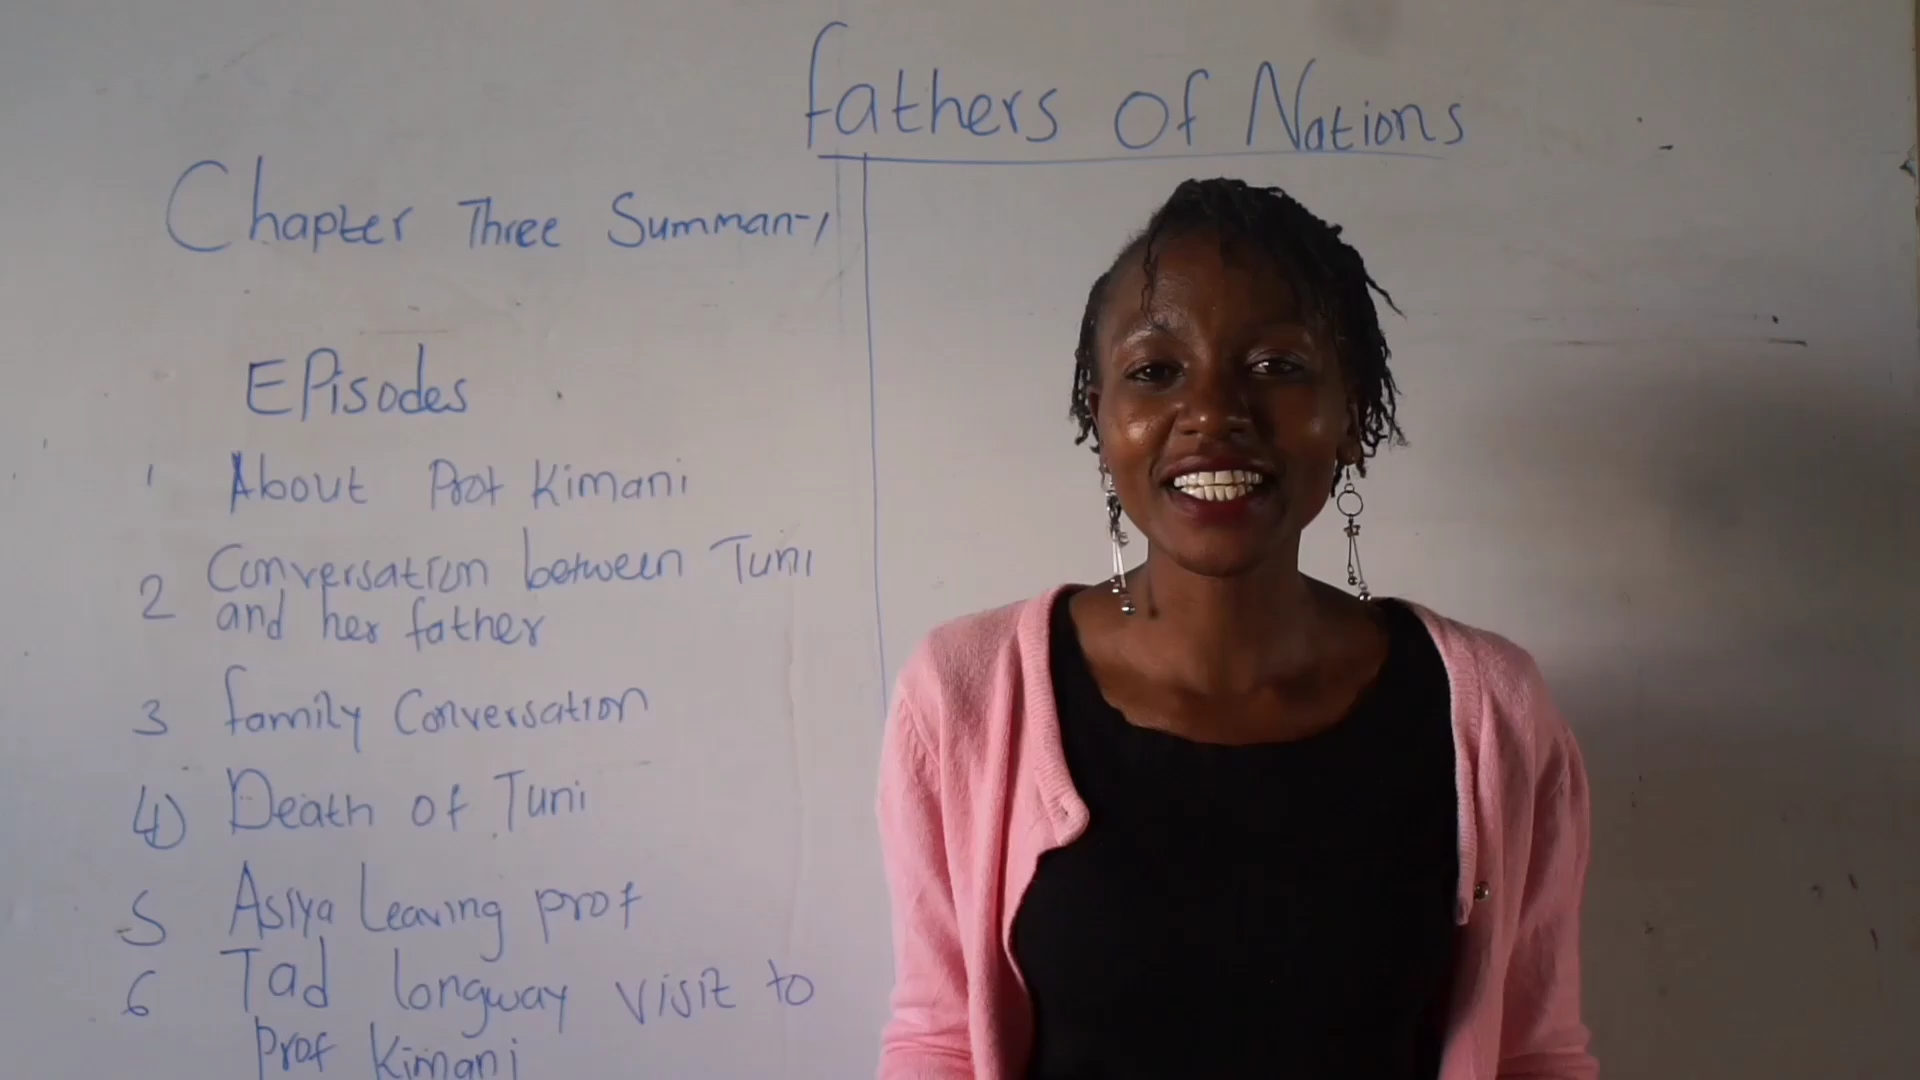 Fathers Of Nations
Chapter Three Summary
EPisodes
1 About Prof Kimani
2 Conversation between Tuni
and her father
3 family Conversation
4) Death of Tuni
5 Asiya Leaving prof
6 Tad longway visit to
Prof Kimani